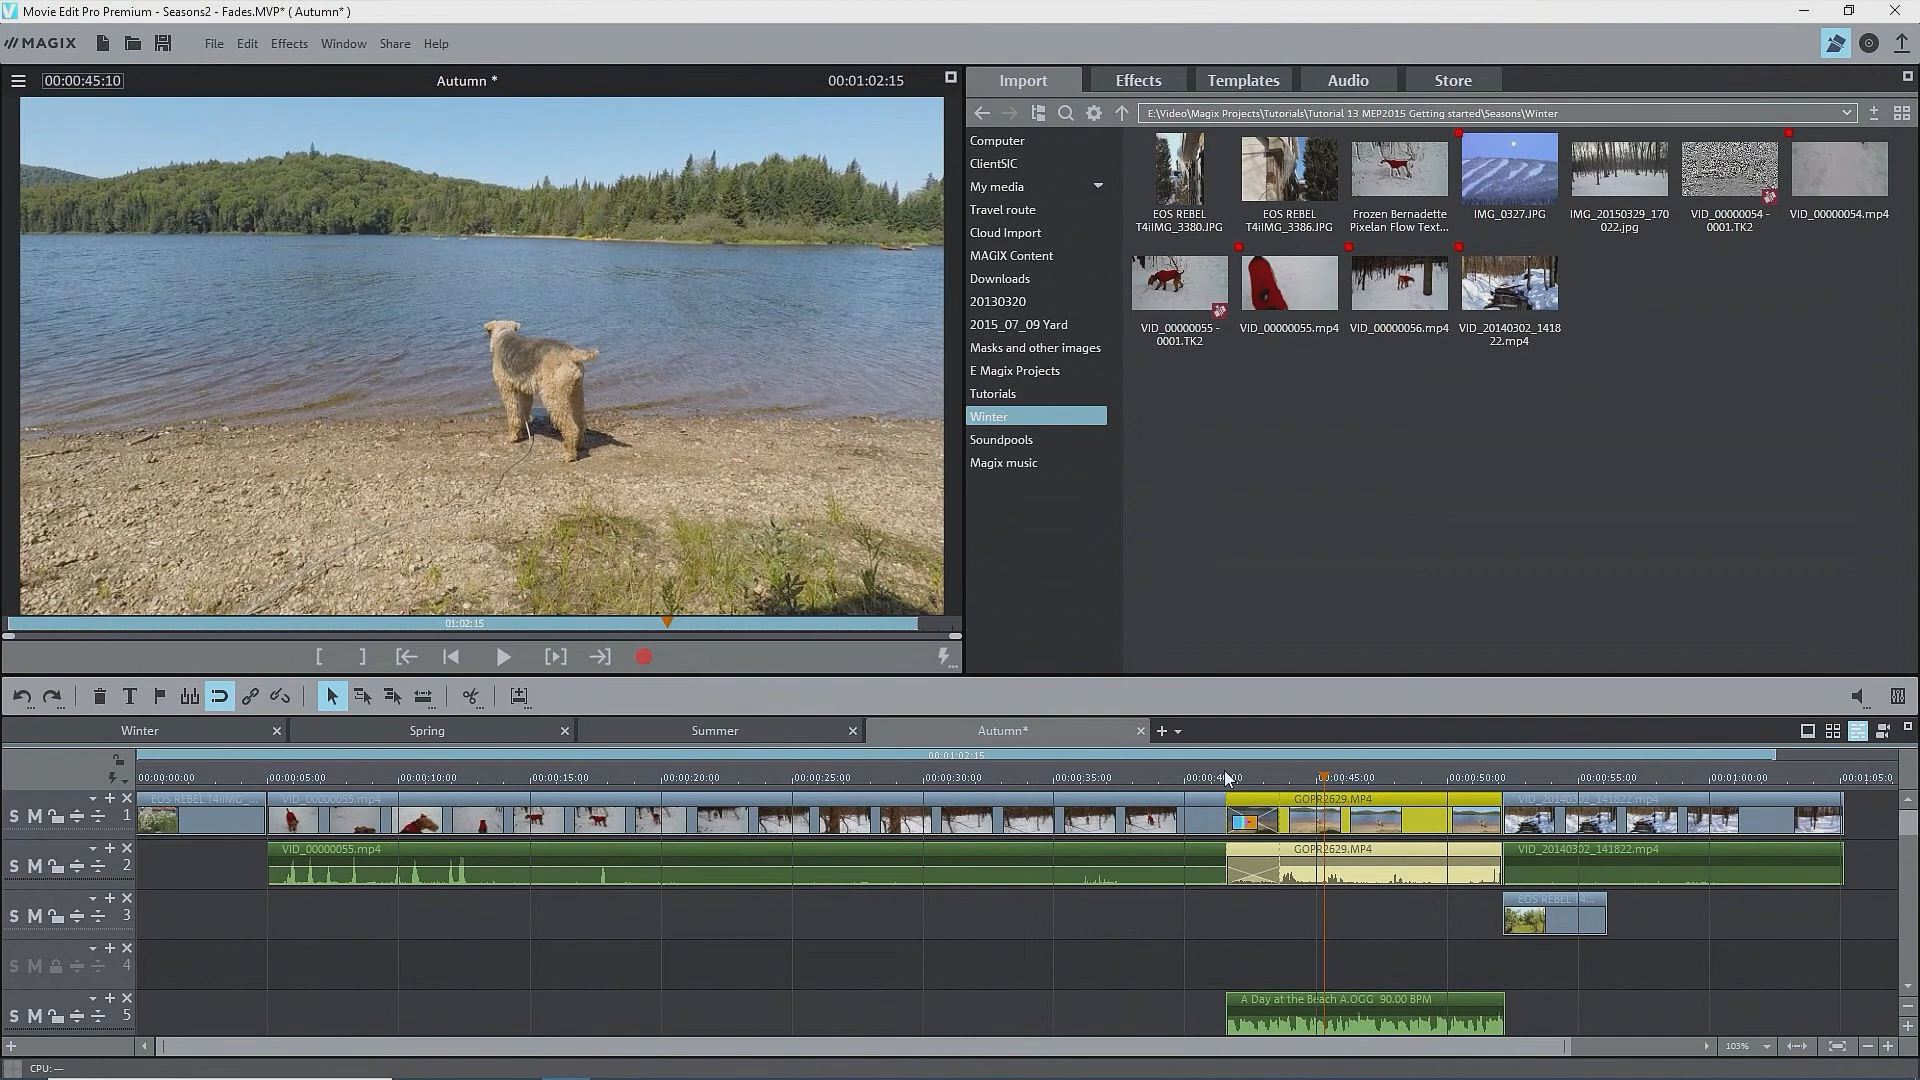 Movie Edit Pro Premium - Seasons2 - Fades.MVP* ( Autumn* )
MAGIX File Edit Effects Window Share Help
00:00:45:10 Autumn * 00:01:02:15
Import Effects Templates Audio Store
E:\Video\Magix Projects\Tutorials\Tutorial 13 MEP2015 Getting started\Seasons\Winter
Computer
ClientSIC
My media
Travel route
Cloud Import
MAGIX Content
Downloads
20130320
2015_07_09 Yard
Masks and other images
E Magix Projects
Tutorials
Winter
Soundpools
Magix music
EOS REBEL
T4iIMG_3380.JPG
EOS REBEL
T4iIMG_3386.JPG
Frozen Bernadette
Pixelan Flow Text...
IMG_0327.JPG
IMG_20150329_170
022.jpg
VID_00000054 -
0001.TK2
VID_00000054.mp4
VID_00000055 -
0001.TK2
VID_00000055.mp4
VID_00000056.mp4
VID_20140302_1418
22.mp4
01:02:15
Winter Spring Summer Autumn*
00:01:02:15
00:00:00:00 00:00:05:00 00:00:10:00 00:00:15:00 00:00:20:00 00:00:25:00 00:00:30:00 00:00:35:00 00:00:45:00 00:00:50:00 00:00:55:00 00:01:00:00 00:01:05:0
EOS REBEL T4iIMG_... VID_00000055.mp4 GOPR2629.MP4 VID_20140302_141822.mp4
S M 1
VID_00000055.mp4 GOPR2629.MP4 VID_20140302_141822.mp4
S M 2
EOS REBEL T4...
S M 3
S M 4
A Day at the Beach A.OGG 90.00 BPM
S M 5
103%
CPU: —